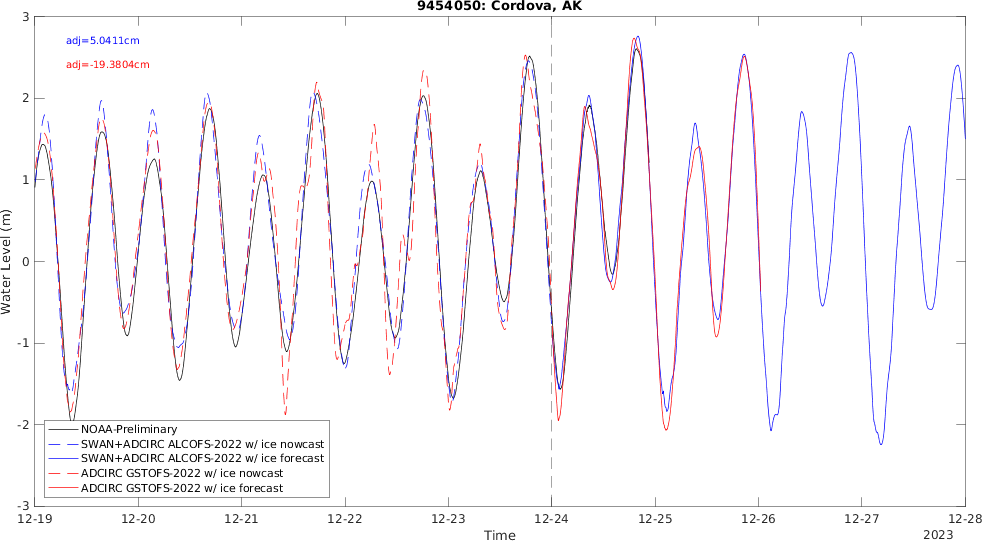 9454050: Cordova, AK
adj=5.0411cm
adj=-19.3804cm
Water Level (m)
3
2
1
0
-1
-2
-3
NOAA-Preliminary
SWAN+ADCIRC ALCOFS-2022 w/ ice nowcast
SWAN+ADCIRC ALCOFS-2022 w/ ice forecast
ADCIRC GSTOFS-2022 w/ ice nowcast
ADCIRC GSTOFS-2022 w/ ice forecast
12-19 12-20 12-21 12-22 12-23 12-24 12-25 12-26 12-27 12-28
Time
2023